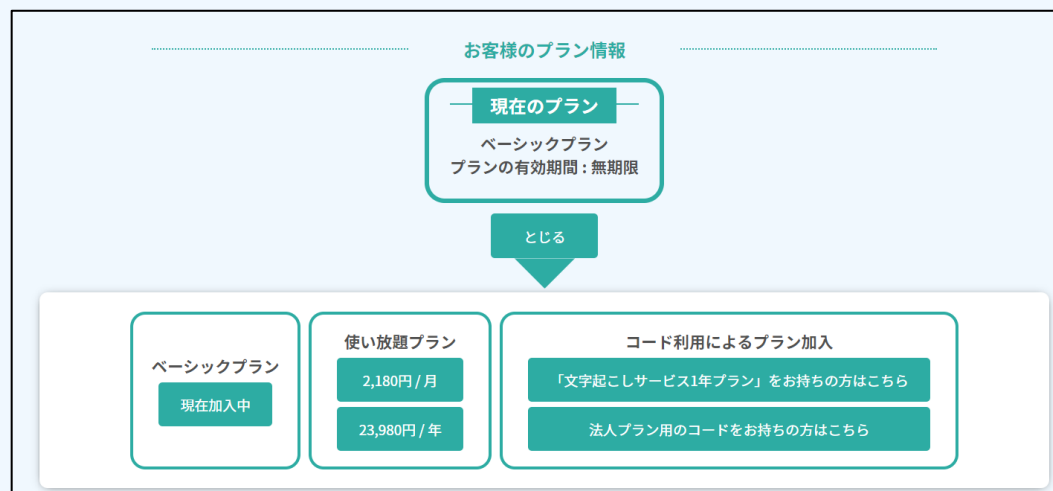 お客様のプラン情報
現在のプラン
ベーシックプラン
プランの有効期間 : 無期限
とじる
ベーシックプラン
現在加入中
使い放題プラン
2,180円 / 月
23,980円 / 年
コード利用によるプラン加入
「文字起こしサービス1年プラン」をお持ちの方はこちら
法人プラン用のコードをお持ちの方はこちら